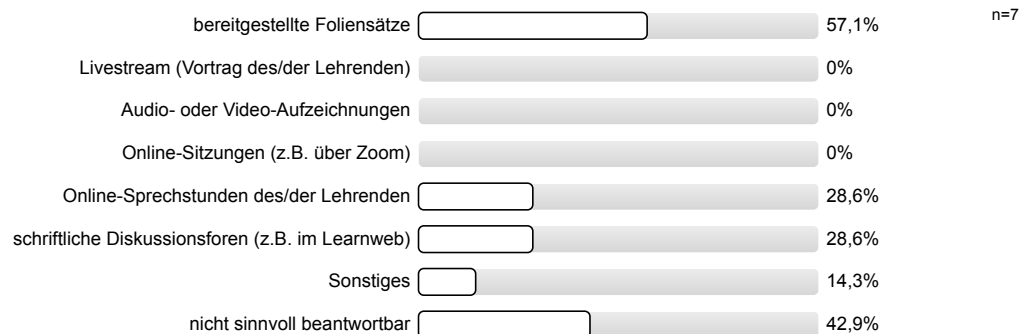 bereitgestellte Foliensätze 57,1% n=7
Livestream (Vortrag des/der Lehrenden) 0%
Audio- oder Video-Aufzeichnungen 0%
Online-Sitzungen (z.B. über Zoom) 0%
Online-Sprechstunden des/der Lehrenden 28,6%
schriftliche Diskussionsforen (z.B. im Learnweb) 28,6%
Sonstiges 14,3%
nicht sinnvoll beantwortbar 42,9%